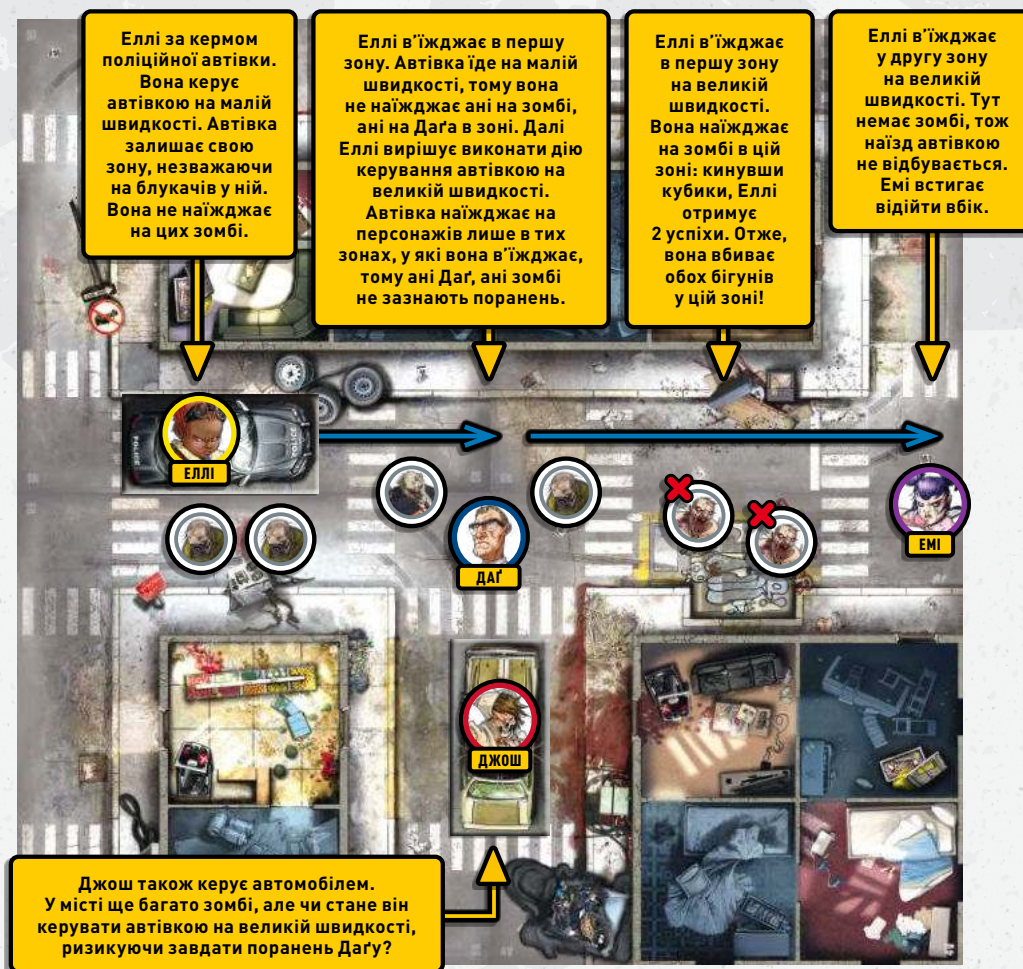 Еллі за кермом
поліційної автівки.
Вона керує
автівкою на малій
швидкості. Автівка
залишає свою
зону, незважаючи
на блукачів у ній.
Вона не наїжджає
на цих зомбі.
Еллі в’їжджає в першу
зону. Автівка їде на малій
швидкості, тому вона
не наїжджає ані на зомбі,
ані на Даґа в зоні. Далі
Еллі вирішує виконати дію
керування автівкою на
великій швидкості.
Автівка наїжджає на
персонажів лише в тих
зонах, у які вона в’їжджає,
тому ані Даґ, ані зомбі
не зазнають поранень.
Еллі в’їжджає
в першу зону
на великій
швидкості.
Вона наїжджає
на зомбі в цій
зоні: кинувши
кубики, Еллі
отримує
2 успіхи. Отже,
вона вбиває
обох бігунів
у цій зоні!
Еллі в’їжджає
у другу зону
на великій
швидкості. Тут
немає зомбі, тож
наїзд автівкою
не відбувається.
Емі встигає
відійти вбік.
POLICE
POLICE
ЕЛЛІ
ДАҐ
ЕМІ
ДЖОШ
Джош також керує автомобілем.
У місті ще багато зомбі, але чи стане він
керувати автівкою на великій швидкості,
ризикуючи завдати поранень Даґу?